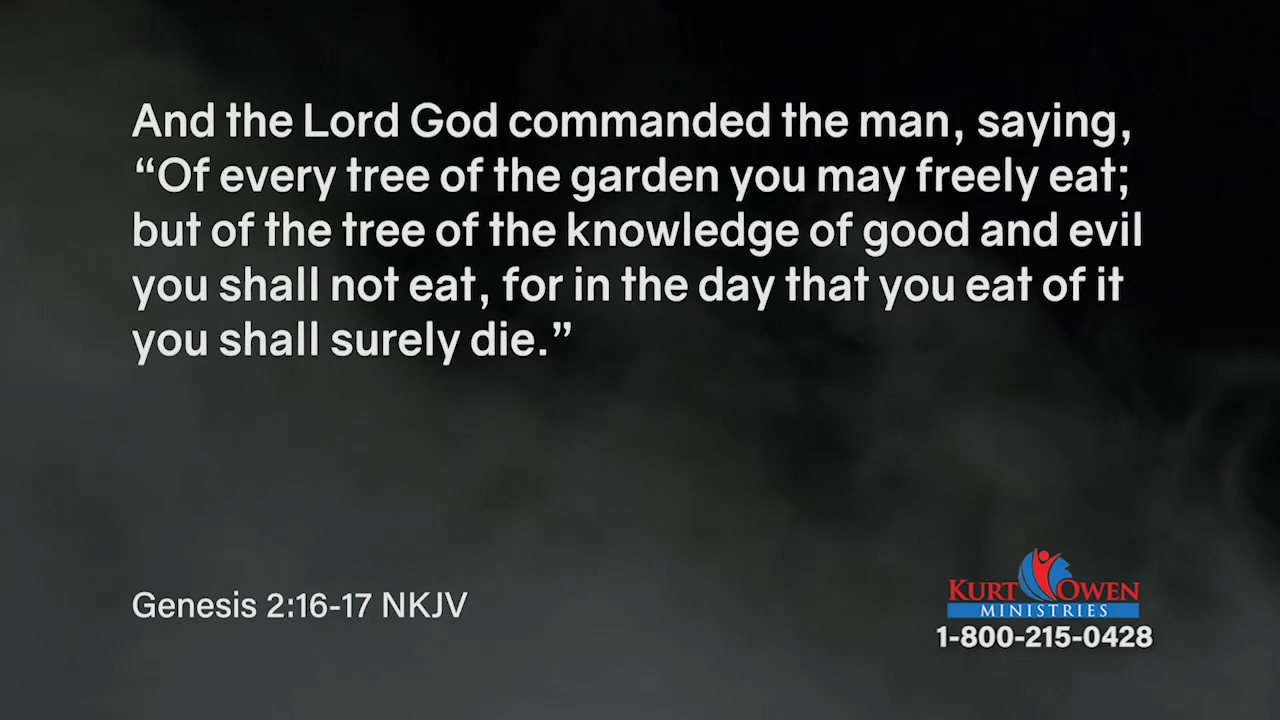 And the Lord God commanded the man, saying,
“Of every tree of the garden you may freely eat;
but of the tree of the knowledge of good and evil
you shall not eat, for in the day that you eat of it
you shall surely die.”
Genesis 2:16-17 NKJV
KURT OWEN
MINISTRIES
1-800-215-0428